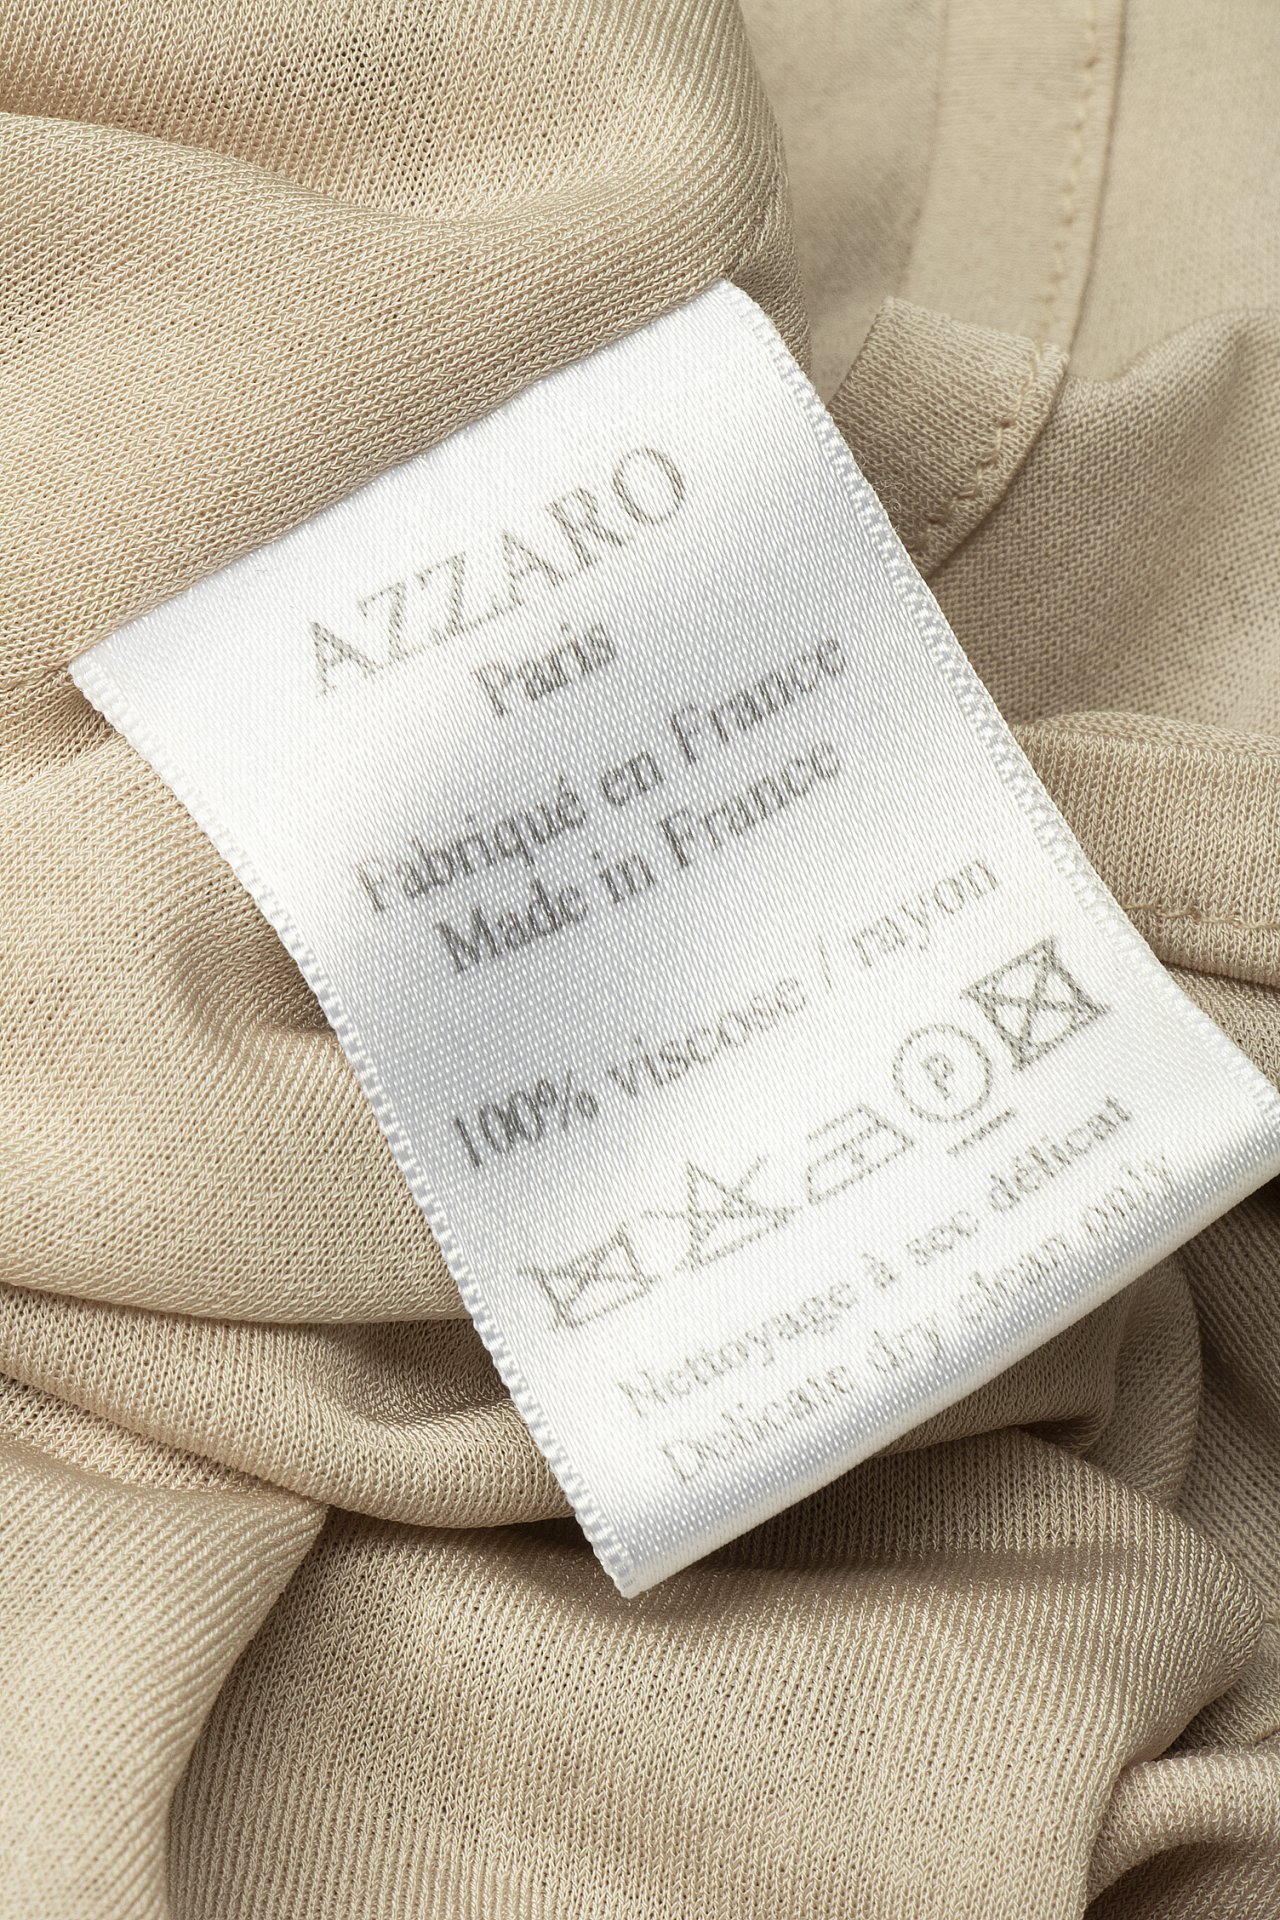 AZZARO
Paris
Fabriqué en France
Made in France
100% viscose / rayon
P
Nettoyage à sec délicat
Delicate dry clean only